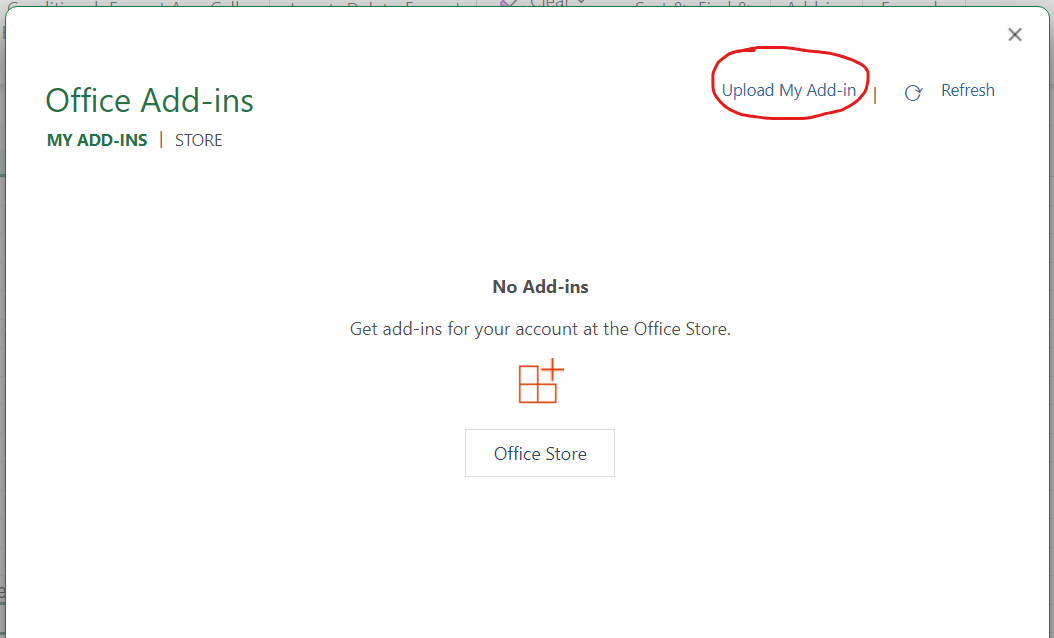 Clear
Office Add-ins
Upload My Add-in | Refresh
MY ADD-INS | STORE
No Add-ins
Get add-ins for your account at the Office Store.
Office Store